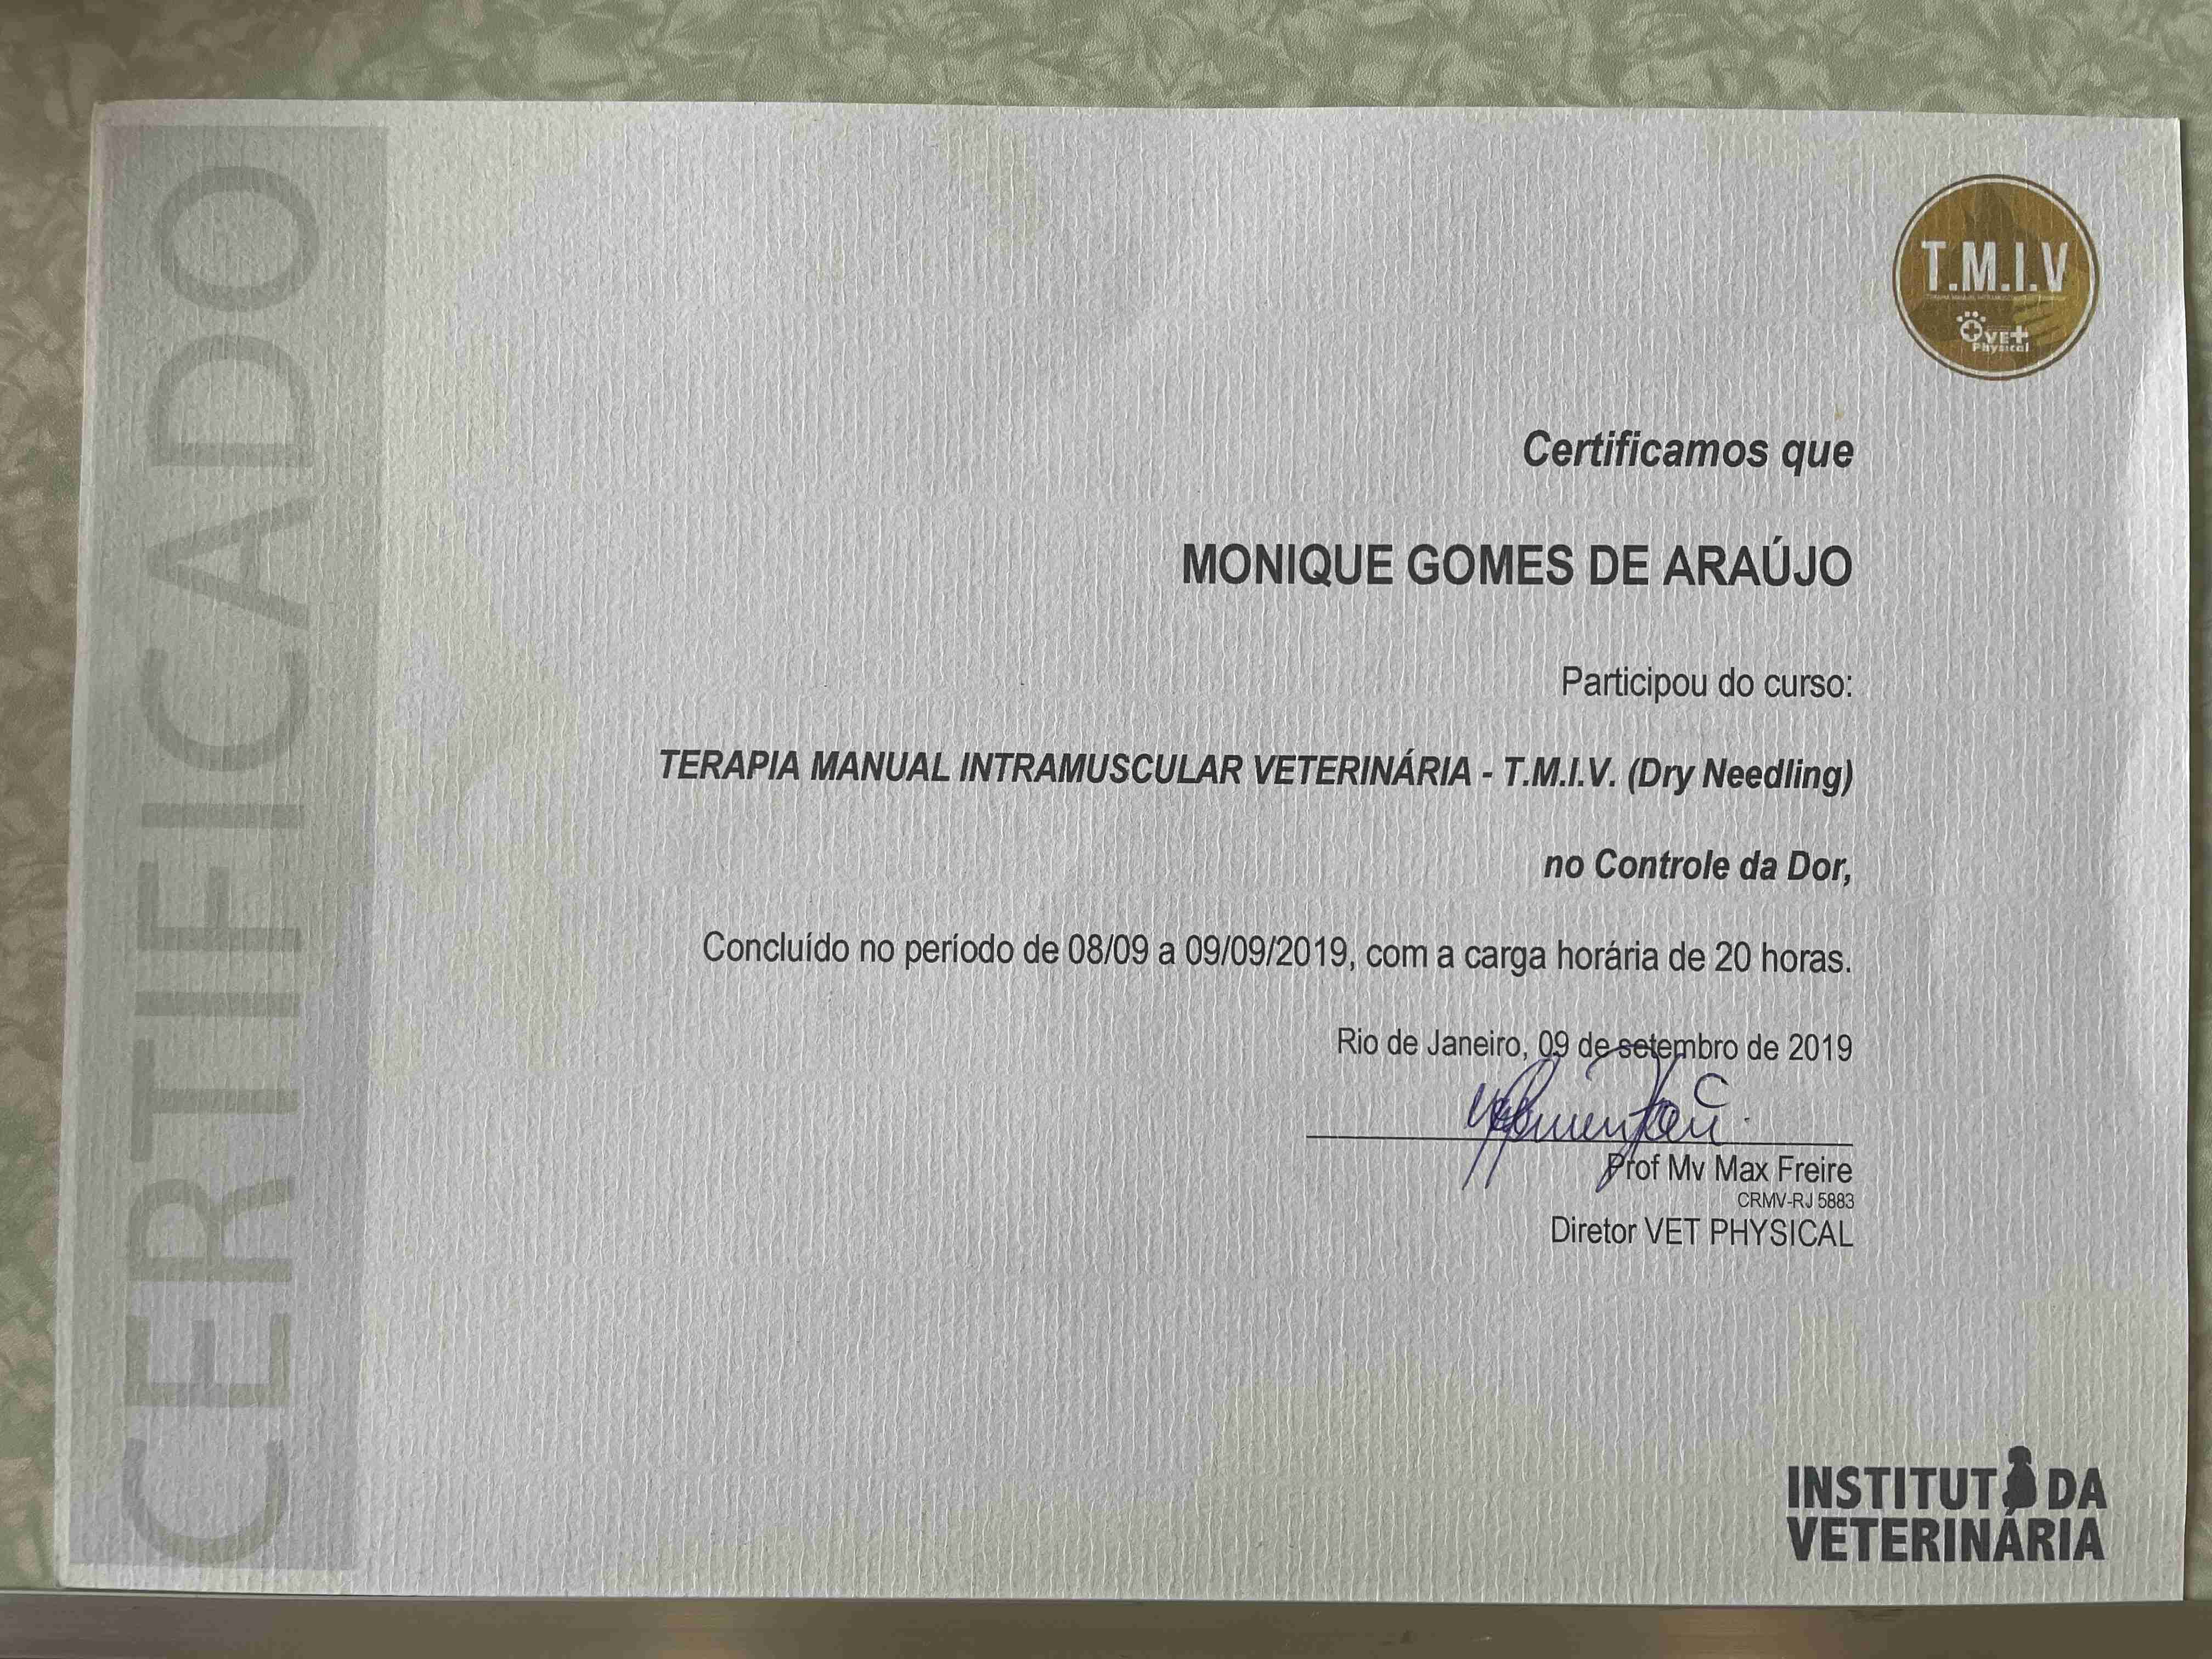 CERTIFICADO
T.M.I.V
VET+
Physical
Certificamos que
MONIQUE GOMES DE ARAÚJO
Participou do curso:
TERAPIA MANUAL INTRAMUSCULAR VETERINÁRIA - T.M.I.V. (Dry Needling)
no Controle da Dor,
Concluído no período de 08/09 a 09/09/2019, com a carga horária de 20 horas.
Rio de Janeiro, 09 de setembro de 2019
Prof Mv Max Freire
CRMV-RJ 5883
Diretor VET PHYSICAL
INSTITUTO DA
VETERINÁRIA